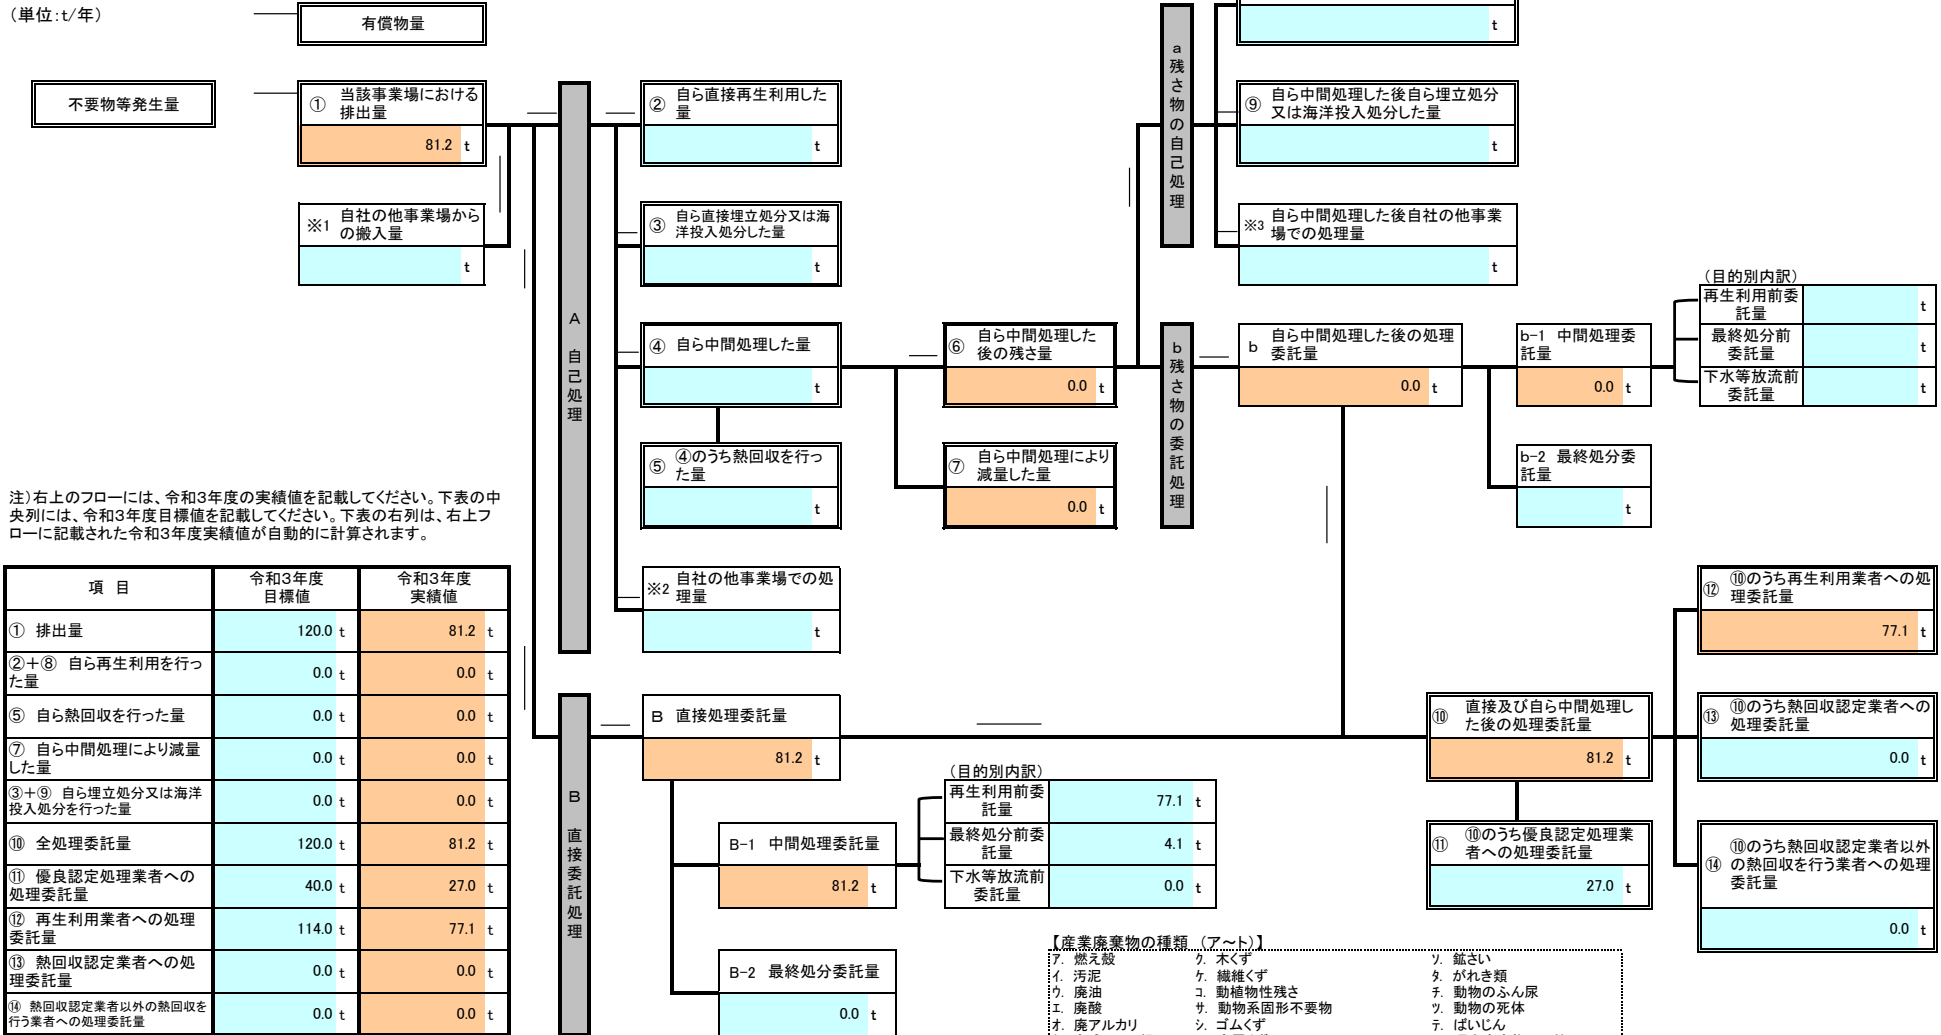 (単位:t/年)
有償物量
t
不要物等発生量
① 当該事業場における
排出量
81.2 t
※1 自社の他事業場から
の搬入量
t
A 自己処理
② 自ら直接再生利用した
量
t
③ 自ら直接埋立処分又は海
洋投入処分した量
t
④ 自ら中間処理した量
t
⑤ ④のうち熱回収を行っ
た量
t
※2 自社の他事業場での処
理量
t
⑥ 自ら中間処理した
後の残さ量
0.0 t
⑦ 自ら中間処理により
減量した量
0.0 t
a 残さ物の自己処理
⑨ 自ら中間処理した後自ら埋立処分
又は海洋投入処分した量
t
※3 自ら中間処理した後自社の他事業
場での処理量
t
b 残さ物の委託処理
b 自ら中間処理した後の処理
委託量
0.0 t
b-1 中間処理委
託量
0.0 t
b-2 最終処分委
託量
t
(目的別内訳)
再生利用前委
託量
t
最終処分前
委託量
t
下水等放流前
委託量
t
注)右上のフローには、令和3年度の実績値を記載してください。下表の中
央列には、令和3年度目標値を記載してください。下表の右列は、右上フ
ローに記載された令和3年度実績値が自動的に計算されます。
項 目 令和3年度 目標値 令和3年度 実績値
① 排出量 120.0 t 81.2 t
②+⑧ 自ら再生利用を行っ
た量 0.0 t 0.0 t
⑤ 自ら熱回収を行った量 0.0 t 0.0 t
⑦ 自ら中間処理により減量
した量 0.0 t 0.0 t
③+⑨ 自ら埋立処分又は海洋
投入処分を行った量 0.0 t 0.0 t
⑩ 全処理委託量 120.0 t 81.2 t
⑪ 優良認定処理業者への
処理委託量 40.0 t 27.0 t
⑫ 再生利用業者への処理
委託量 114.0 t 77.1 t
⑬ 熱回収認定業者への処
理委託量 0.0 t 0.0 t
⑭ 熱回収認定業者以外の熱回収を
行う業者への処理委託量 0.0 t 0.0 t
B 直接委託処理
B 直接処理委託量
81.2 t
B-1 中間処理委託量
81.2 t
B-2 最終処分委託量
0.0 t
(目的別内訳)
再生利用前委
託量
77.1 t
最終処分前委
託量
4.1 t
下水等放流前
委託量
0.0 t
⑩ 直接及び自ら中間処理し
た後の処理委託量
81.2 t
⑪ ⑩のうち優良認定処理業
者への処理委託量
27.0 t
⑫ ⑩のうち再生利用業者への処
理委託量
77.1 t
⑬ ⑩のうち熱回収認定業者への
処理委託量
0.0 t
⑭ ⑩のうち熱回収認定業者以外
の熱回収を行う業者への処理
委託量
0.0 t
【産業廃棄物の種類 (ア~ト)】
ア. 燃え殻 ク. 木くず ソ. 鉱さい
イ. 汚泥 ケ. 繊維くず タ. がれき類
ウ. 廃油 コ. 動植物性残さ チ. 動物のふん尿
エ. 廃酸 サ. 動物系固形不要物 ツ. 動物の死体
オ. 廃アルカリ シ. ゴムくず テ. ばいじん